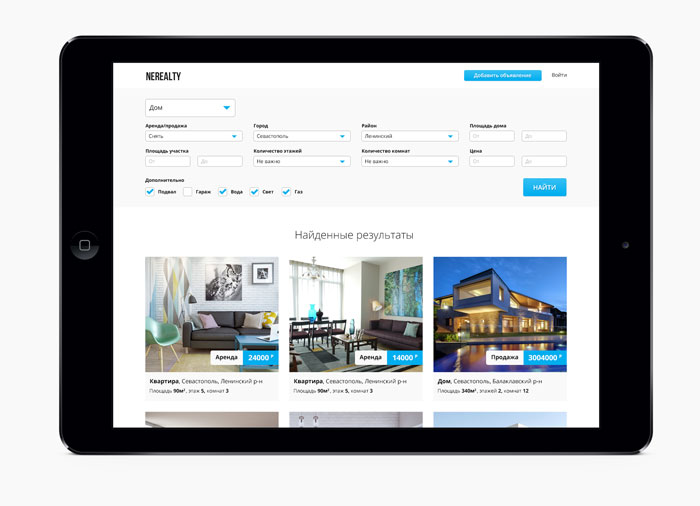 NEREALTY
Добавить объявление
Войти
Дом
Аренда/продажа
Город
Район
Площадь дома
Снять
Севастополь
Ленинский
От
До
Площадь участка
Количество этажей
Количество комнат
Цена
От
До
Не важно
Не важно
От
До
Дополнительно
Подвал
Гараж
Вода
Свет
Газ
НАЙТИ
Найденные результаты
Аренда 24000 ₽
Аренда 14000 ₽
Продажа 3004000 ₽
Квартира, Севастополь, Ленинский р-н
Площадь 90м², этаж 5, комнат 3
Квартира, Севастополь, Ленинский р-н
Площадь 90м², этаж 5, комнат 3
Дом, Севастополь, Балаклавский р-н
Площадь 340м², этажей 2, комнат 12